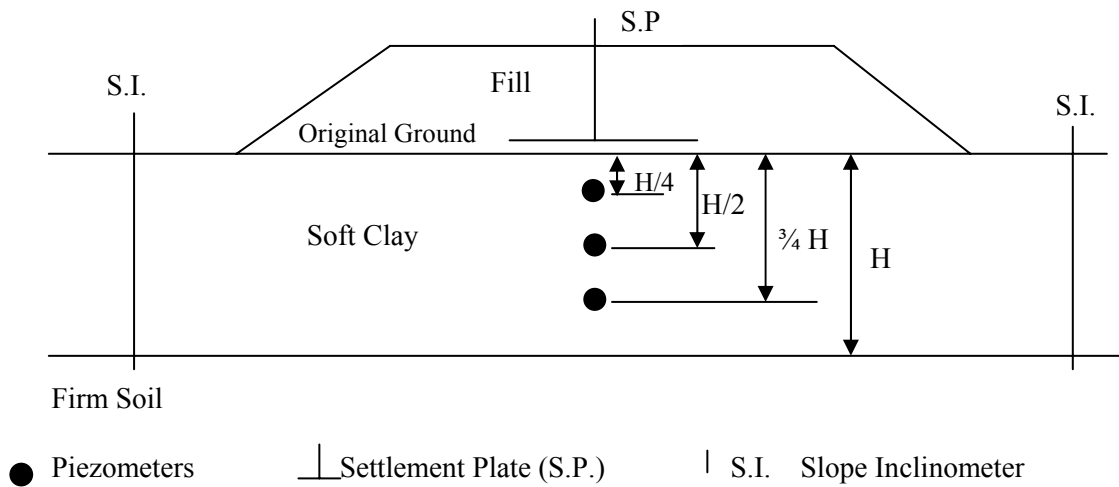 S.P
S.I.
Fill
S.I.
Original Ground
H/4
H/2
Soft Clay
¾ H
H
Firm Soil
Piezometers Settlement Plate (S.P.) S.I. Slope Inclinometer